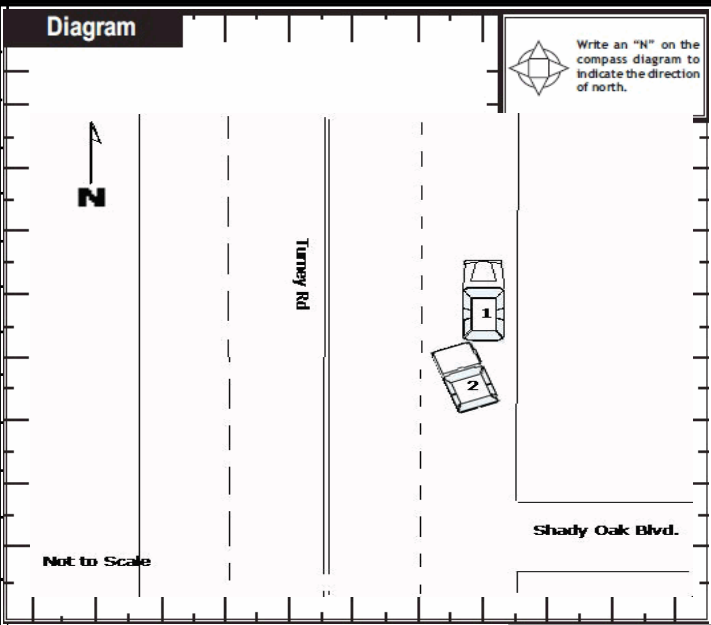 Diagram
Write an “N” on the
compass diagram to
indicate the direction
of north.
N
Turney Rd
1
2
Shady Oak Blvd.
Not to Scale